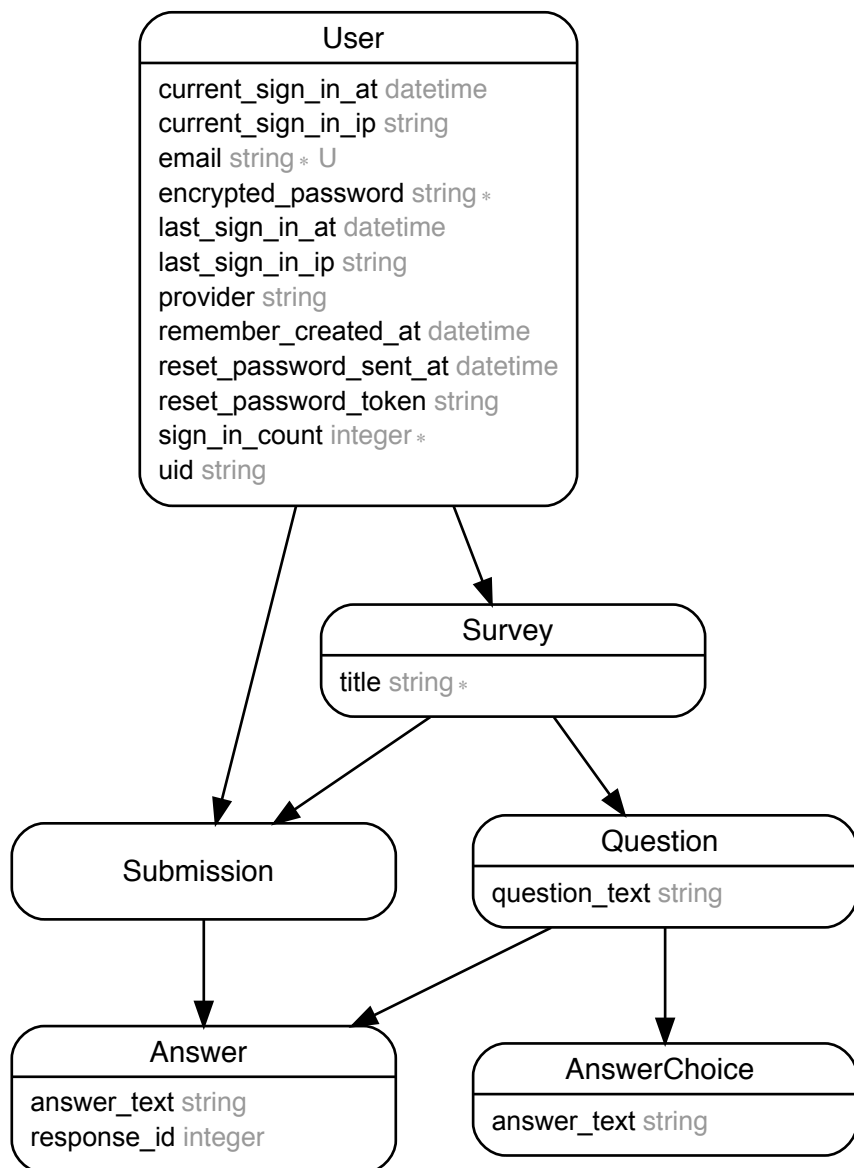 User
current_sign_in_at datetime
current_sign_in_ip string
email string * U
encrypted_password string *
last_sign_in_at datetime
last_sign_in_ip string
provider string
remember_created_at datetime
reset_password_sent_at datetime
reset_password_token string
sign_in_count integer *
uid string
Survey
title string *
Submission
Question
question_text string
Answer
answer_text string
response_id integer
AnswerChoice
answer_text string